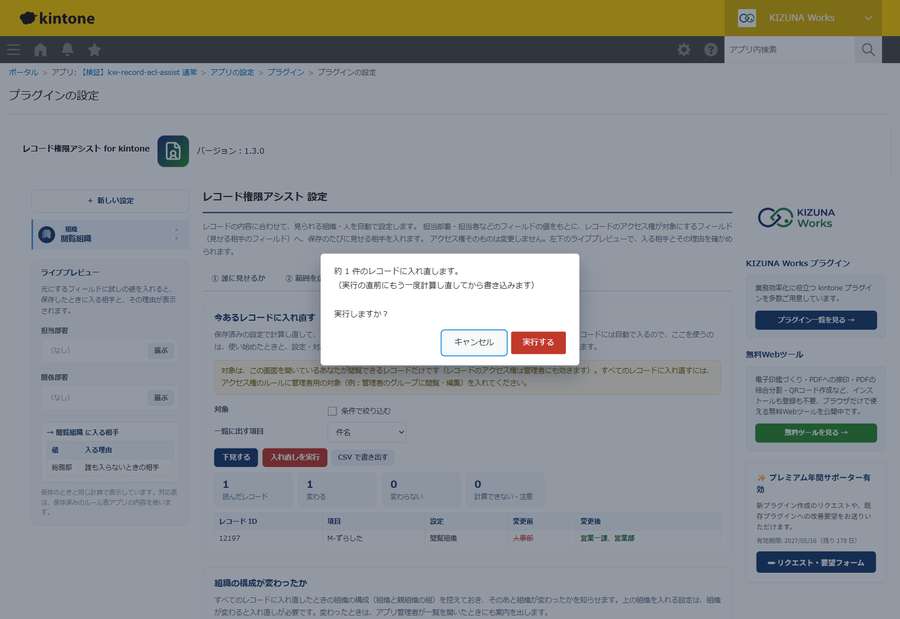 kintone
KIZUNA Works
アプリ内検索
ポータル > アプリ: 【検証】kw-record-acl-assist 通常 > アプリの設定 > プラグイン > プラグインの設定
プラグインの設定
レコード権限アシスト for kintone
バージョン : 1.3.0
+ 新しい設定
組織
閲覧組織
ライブプレビュー
元にするフィールドに試しの値を入れると、
保存したときに入る相手と、その理由が表示
されます。
担当部署
(なし)
選ぶ
関係部署
(なし)
選ぶ
→ 閲覧組織 に入る相手
値 入る理由
総務部 誰も入らないときの相手
保存のときと同じ計算で表示しています。対応表
は、保存済みのルール表アプリの内容を使いま
す。
レコード権限アシスト 設定
レコードの内容に合わせて、見られる組織・人を自動で設定します。 担当部署・担当者などのフィールドの値をもとに、レコードのアクセス権が対象にするフィールド
(見せる相手のフィールド) へ、保存のたびに見せる相手を入れます。 アクセス権そのものは変更しません。左下のライブプレビューで、入る相手とその理由を確かめ
られます。
① 誰に見せるか
② 範囲を
約 1 件のレコードに入れ直します。
(実行の直前にもう一度計算し直してから書き込みます)
実行しますか？
キャンセル
実行する
今あるレコードに入れ直す
保存済みの設定で計算し直して、
コードには自動で入るので、ここを使うの
は、使い始めたときと、設定・対
ます。
対象は、この画面を開いているあなたが閲覧できるレコードだけです (レコードのアクセス権は管理者にも効きます) 。すべてのレコードに入れ直すには、
アクセス権のルールに管理者用の対象 (例：管理者のグループに閲覧・編集) を入れてください。
対象
条件で絞り込む
一覧に出す項目
件名
下見する
入れ直しを実行
CSV で書き出す
1
読んだレコード
1
変わる
0
変わらない
0
計算できない・注意
レコード ID 項目 設定 変更前 変更後
12197 M-ずらした 閲覧組織 人事部 営業一課、営業部
組織の構成が変わったか
すべてのレコードに入れ直したときの組織の構成 (組織と親組織の組) を控えておき、そのあと組織が変わったかを知らせます。上の組織を入れる設定は、組織
が変わると入れ直しが必要です。変わったときは、アプリ管理者が一覧を開いたときにも案内を出します。
KIZUNA
Works
KIZUNA Works プラグイン
業務効率化に役立つ kintone プラグイ
ンを多数ご用意しています。
プラグイン一覧を見る →
無料Webツール
電子印鑑づくり・PDFへの捺印・PDFの
結合分割・QRコード作成など、インス
トールも登録も不要、ブラウザだけで使
える無料Webツールを公開中です。
無料ツールを見る →
プレミアム年間サポーター有
効
新プラグイン作成のリクエストや、既
存プラグインへの改善要望をお送りい
ただけます。
リクエスト・要望フォーム